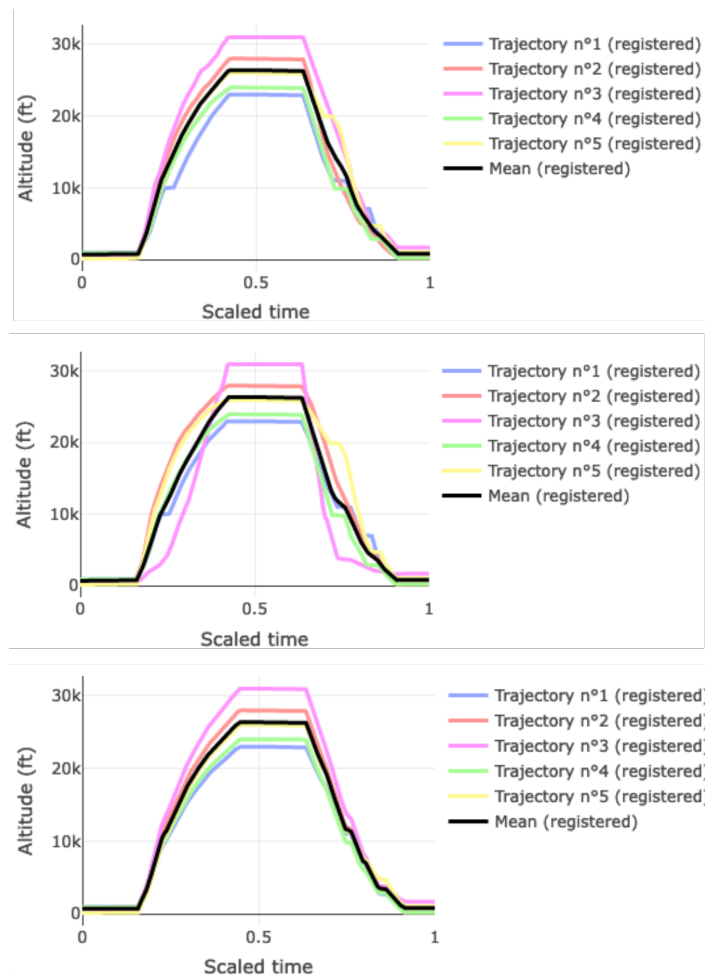 30k
20k
10k
0
Altitude (ft)
0
0.5
1
Scaled time
Trajectory n°1 (registered)
Trajectory n°2 (registered)
Trajectory n°3 (registered)
Trajectory n°4 (registered)
Trajectory n°5 (registered)
Mean (registered)
30k
20k
10k
0
Altitude (ft)
0
0.5
1
Scaled time
Trajectory n°1 (registered)
Trajectory n°2 (registered)
Trajectory n°3 (registered)
Trajectory n°4 (registered)
Trajectory n°5 (registered)
Mean (registered)
30k
20k
10k
0
Altitude (ft)
0
0.5
1
Scaled time
Trajectory n°1 (registered)
Trajectory n°2 (registered)
Trajectory n°3 (registered)
Trajectory n°4 (registered)
Trajectory n°5 (registered)
Mean (registered)